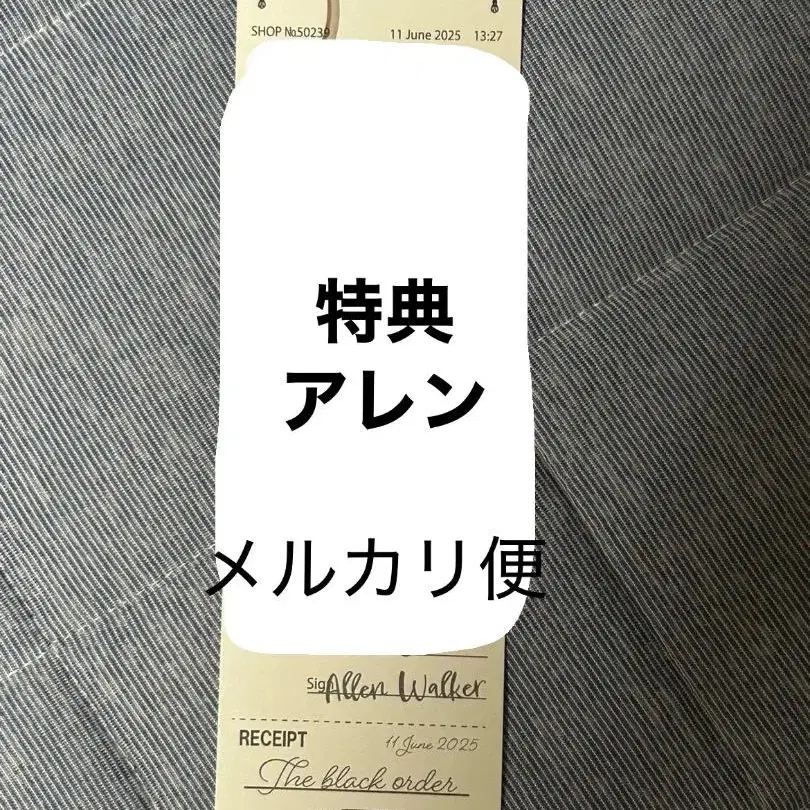 SHOP №50239 11 June 2025 13:27
特典
アレン
メルカリ便
Sign Allen Walker
RECEIPT 11 June 2025
The black order